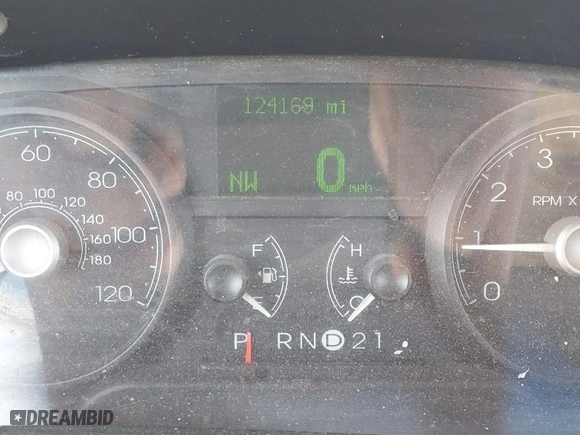 124169 mi
NW 0 mph
60
80
100
120
80 100 120 140 160 180
F
E
H
C
P R N D 2 1
0 1 2 3
RPM X
DREAMBID